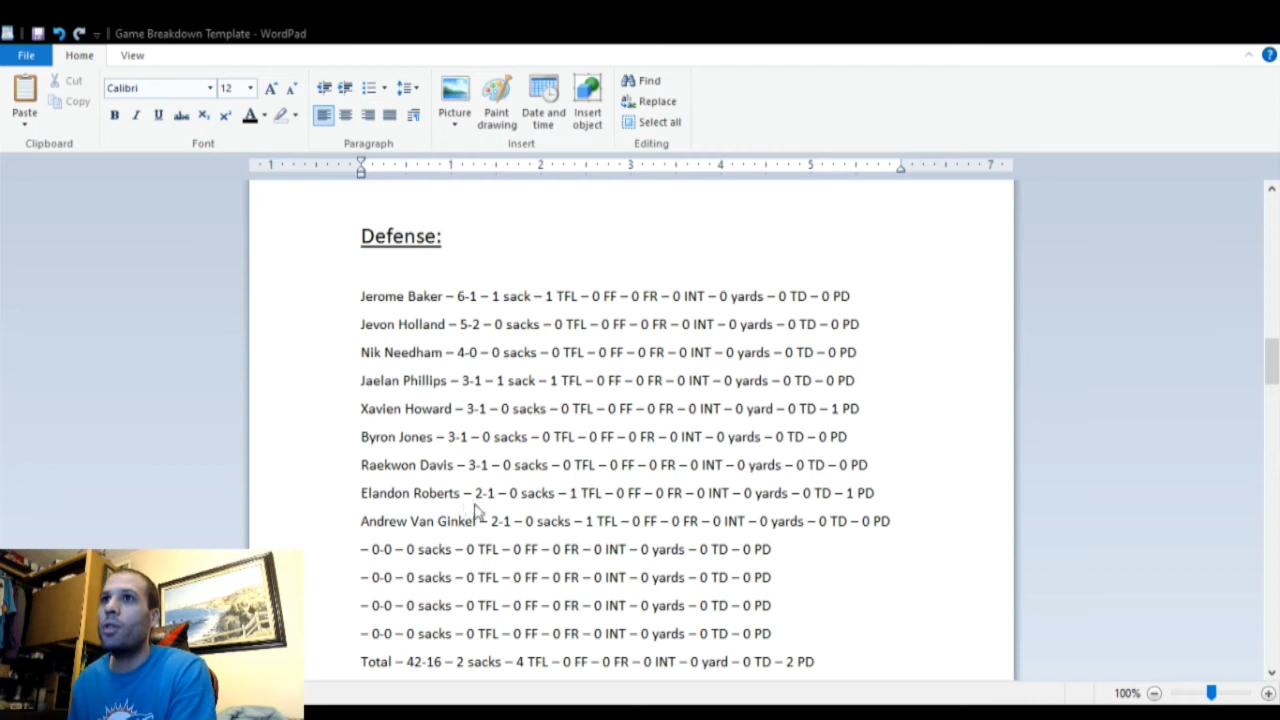 Game Breakdown Template - WordPad
File Home View
Paste Cut Copy Clipboard
Calibri 12
B I U abc X₂ X² A
Font
Paragraph
Picture Paint drawing Date and time Insert object
Insert
Find
Replace
Select all
Editing
1 1 2 3 4 5 7
Defense:
Jerome Baker – 6-1 – 1 sack – 1 TFL – 0 FF – 0 FR – 0 INT – 0 yards – 0 TD – 0 PD
Jevon Holland – 5-2 – 0 sacks – 0 TFL – 0 FF – 0 FR – 0 INT – 0 yards – 0 TD – 0 PD
Nik Needham – 4-0 – 0 sacks – 0 TFL – 0 FF – 0 FR – 0 INT – 0 yards – 0 TD – 0 PD
Jaelan Phillips – 3-1 – 1 sack – 1 TFL – 0 FF – 0 FR – 0 INT – 0 yards – 0 TD – 0 PD
Xavien Howard – 3-1 – 0 sacks – 0 TFL – 0 FF – 0 FR – 0 INT – 0 yard – 0 TD – 1 PD
Byron Jones – 3-1 – 0 sacks – 0 TFL – 0 FF – 0 FR – 0 INT – 0 yards – 0 TD – 0 PD
Raekwon Davis – 3-1 – 0 sacks – 0 TFL – 0 FF – 0 FR – 0 INT – 0 yards – 0 TD – 0 PD
Elandon Roberts – 2-1 – 0 sacks – 1 TFL – 0 FF – 0 FR – 0 INT – 0 yards – 0 TD – 1 PD
Andrew Van Ginkel – 2-1 – 0 sacks – 1 TFL – 0 FF – 0 FR – 0 INT – 0 yards – 0 TD – 0 PD
– 0-0 – 0 sacks – 0 TFL – 0 FF – 0 FR – 0 INT – 0 yards – 0 TD – 0 PD
– 0-0 – 0 sacks – 0 TFL – 0 FF – 0 FR – 0 INT – 0 yards – 0 TD – 0 PD
– 0-0 – 0 sacks – 0 TFL – 0 FF – 0 FR – 0 INT – 0 yards – 0 TD – 0 PD
– 0-0 – 0 sacks – 0 TFL – 0 FF – 0 FR – 0 INT – 0 yards – 0 TD – 0 PD
Total – 42-16 – 2 sacks – 4 TFL – 0 FF – 0 FR – 0 INT – 0 yard – 0 TD – 2 PD
100%